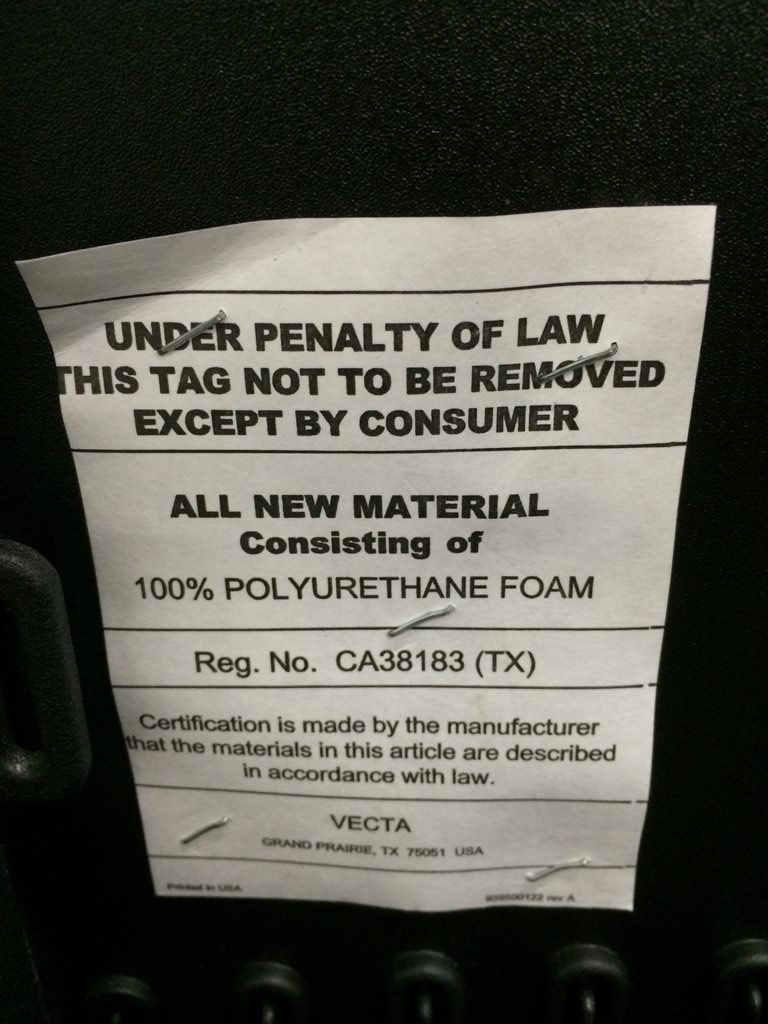 UNDER PENALTY OF LAW
THIS TAG NOT TO BE REMOVED
EXCEPT BY CONSUMER
ALL NEW MATERIAL
Consisting of
100% POLYURETHANE FOAM
Reg. No. CA38183 (TX)
Certification is made by the manufacturer
that the materials in this article are described
in accordance with law.
VECTA
GRAND PRAIRIE, TX 75051 USA
Printed in USA
939500122 rev A